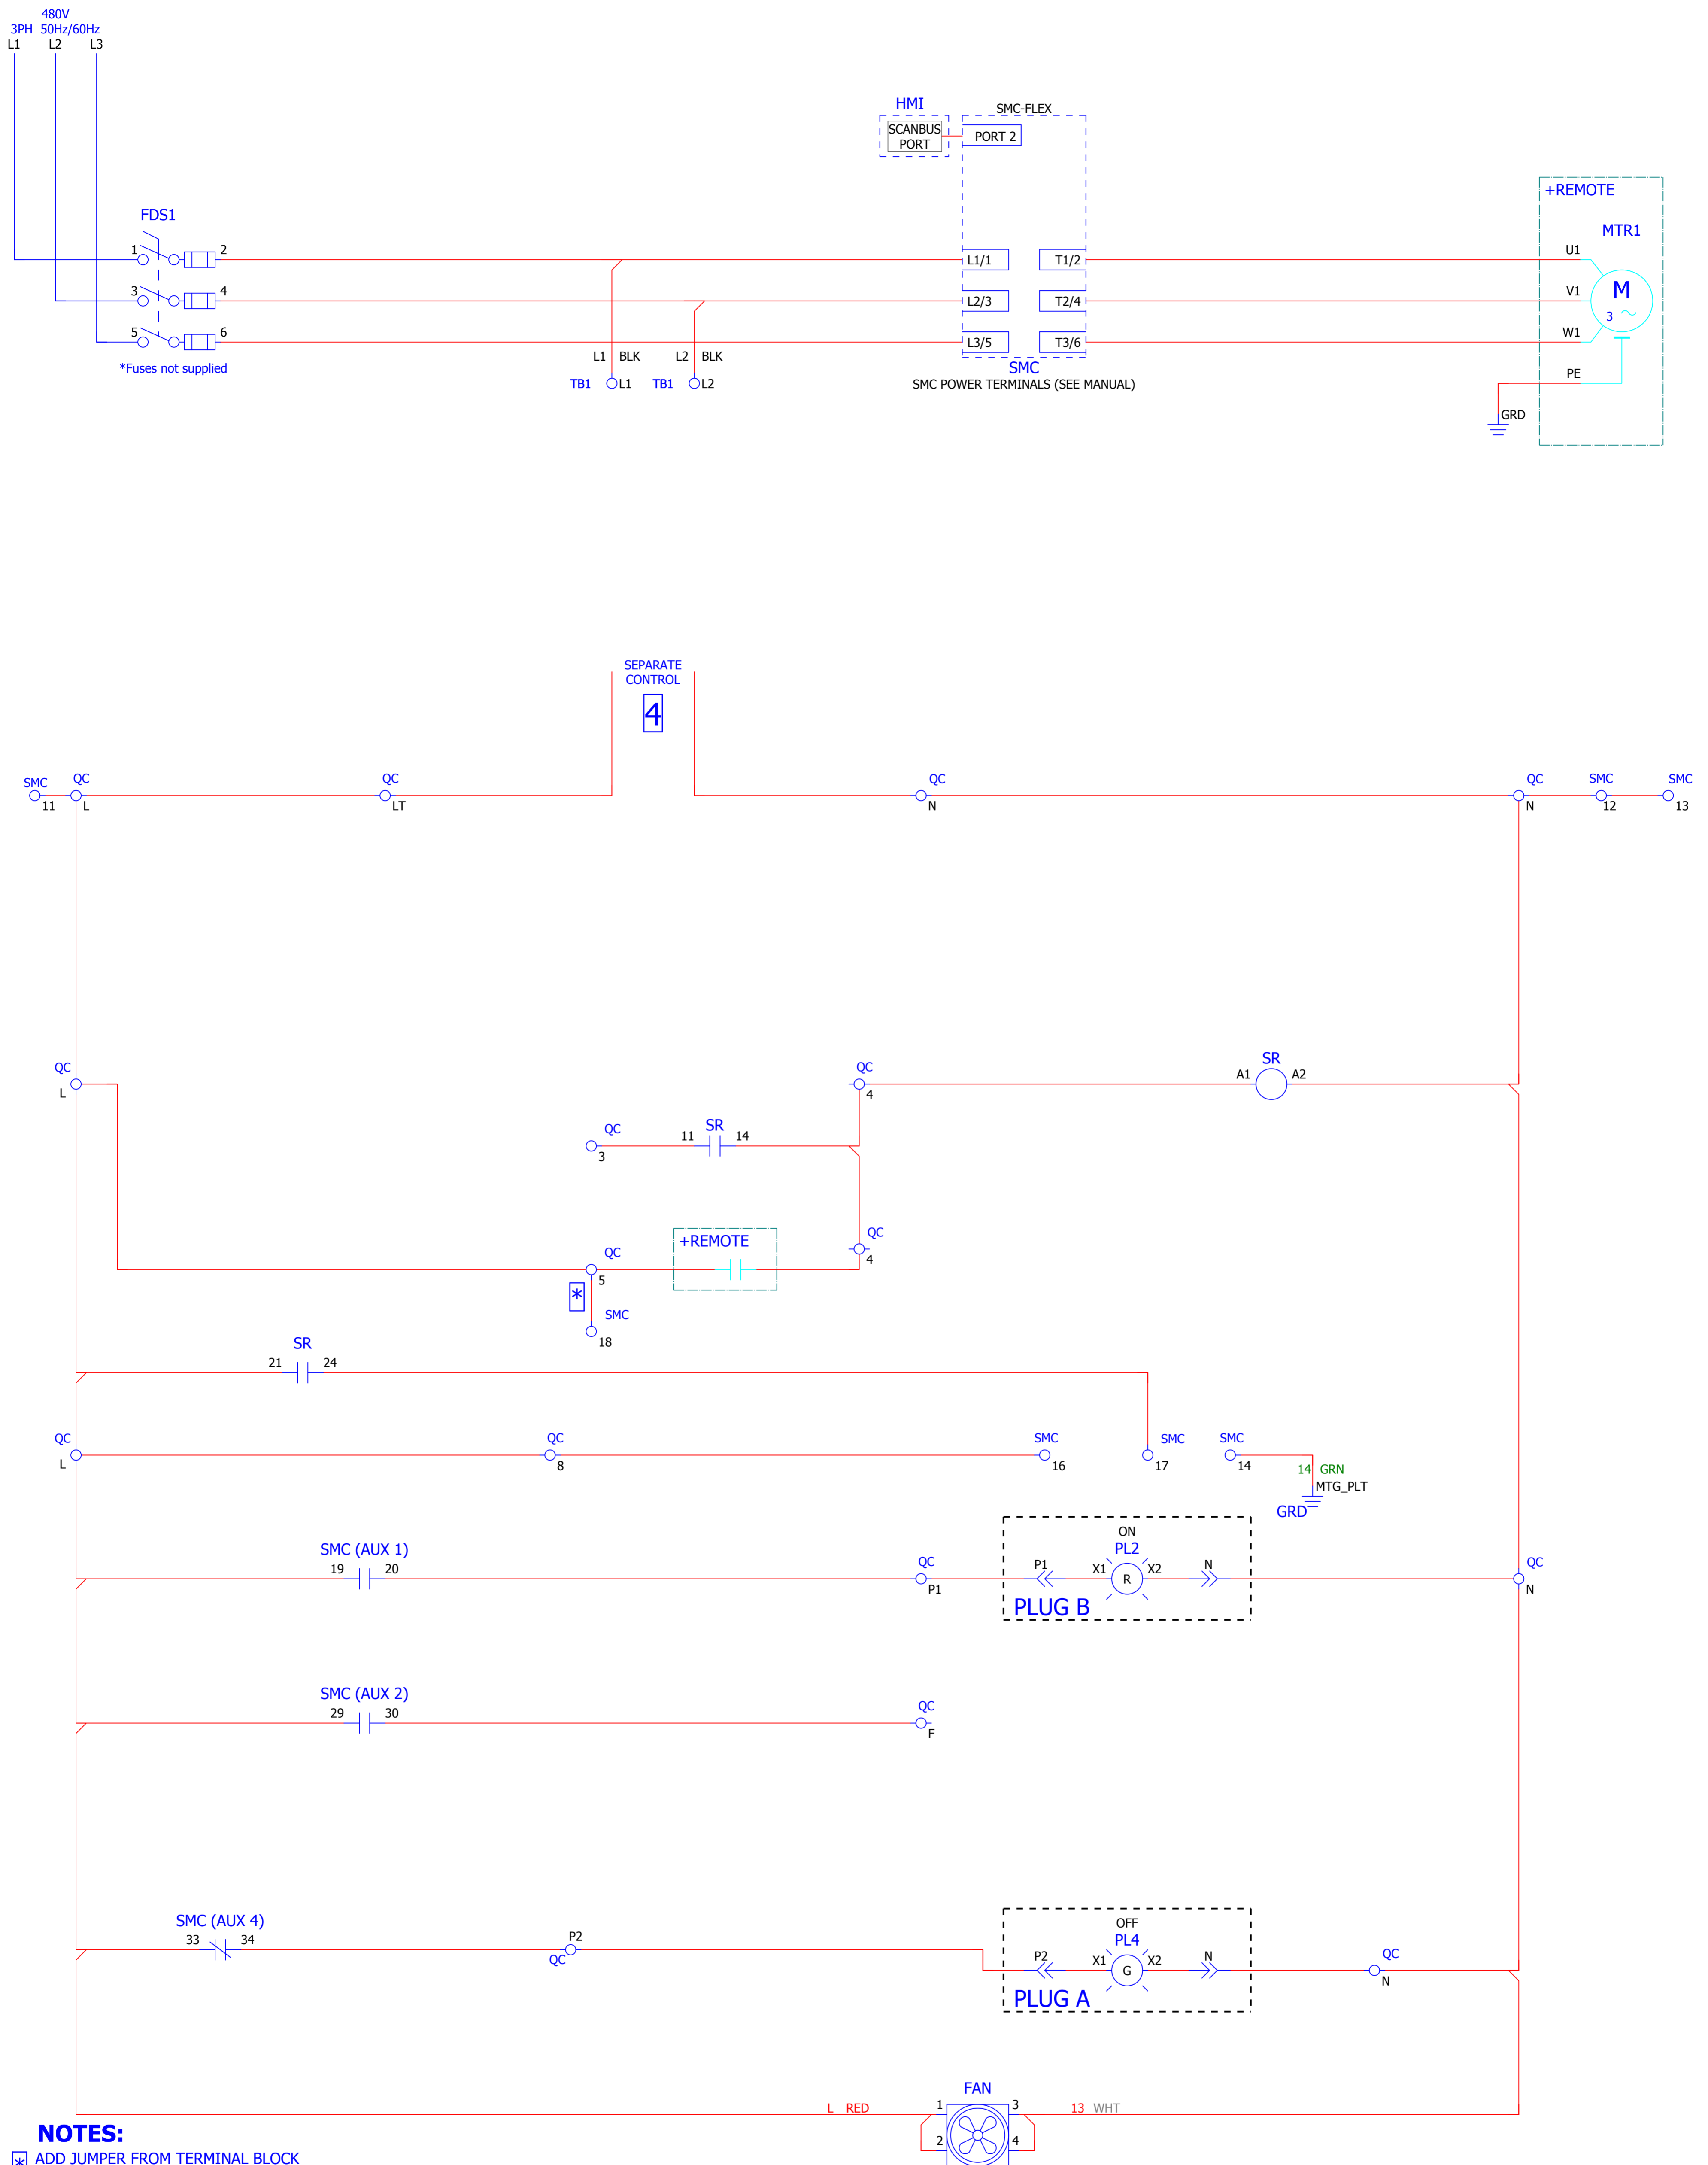 480V
3PH 50Hz/60Hz
L1 L2 L3
HMI
SMC-FLEX
SCANBUS
PORT
PORT 2
+REMOTE
FDS1
MTR1
1 2
L1/1 T1/2
U1
3 4
L2/3 T2/4
V1
M
3
5 6
L3/5 T3/6
W1
*Fuses not supplied
L1 BLK L2 BLK
SMC
TB1 L1 TB1 L2
SMC POWER TERMINALS (SEE MANUAL)
PE
GRD
SEPARATE
CONTROL
4
SMC QC QC QC QC SMC SMC
11 L LT N N 12 13
QC QC SR
L 4 A1 A2
QC SR
3 11 14
QC
4
+REMOTE
QC
5
*
SMC
18
SR
21 24
QC QC SMC SMC SMC
L 8 16 17 14
14 GRN
MTG_PLT
GRD
ON
SMC (AUX 1) PL2
19 20 QC P1 X1 R X2 N QC
P1 N
PLUG B
SMC (AUX 2)
29 30 QC
F
OFF
SMC (AUX 4) PL4
33 34 P2 P2 X1 G X2 N QC
QC N
PLUG A
FAN
L RED 1 3 13 WHT
2 4
NOTES:
* ADD JUMPER FROM TERMINAL BLOCK